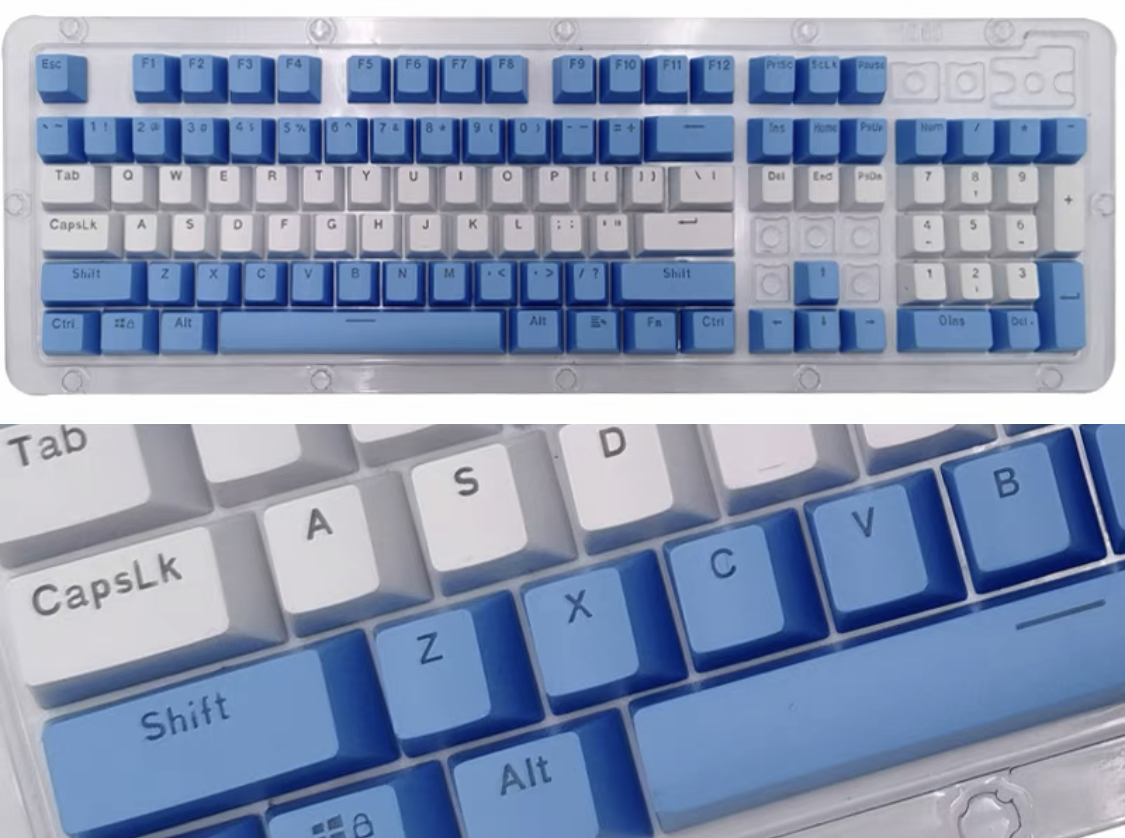 Esc F1 F2 F3 F4 F5 F6 F7 F8 F9 F10 F11 F12 PrtSc ScLk Pause
1 ! 2 @ 3 # 4 $ 5 % 6 ^ 7 & 8 * 9 ( 0 ) - = + Ins Home PgUp Num / * -
Tab Q W E R T Y U I O P [ { ] } \ | Del End PgDn 7 8 9 +
CapsLk A S D F G H J K L ; : ' " 4 5 6
Shift Z X C V B N M , < . > / ? Shift ↑ 1 2 3
Ctrl Alt Alt Fn Ctrl ← ↓ → 0Ins Del.
Tab
D
S
A
CapsLk
B
V
C
X
Z
Shift
Alt